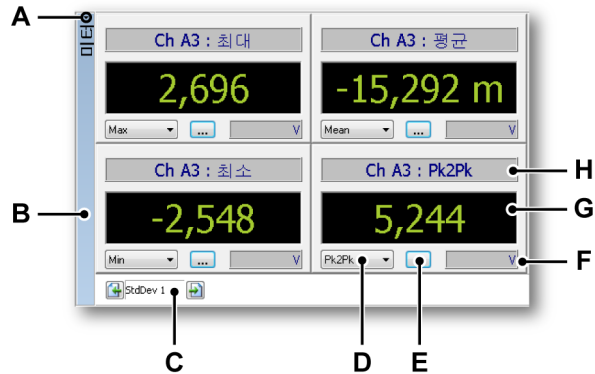 A
미터
Ch A3 : 최대
2,696
Max
...
V
Ch A3 : 평균
-15,292 m
Mean
...
V
Ch A3 : 최소
-2,548
Min
...
V
Ch A3 : Pk2Pk
5,244
Pk2Pk
V
StdDev 1
B
C
D
E
F
G
H